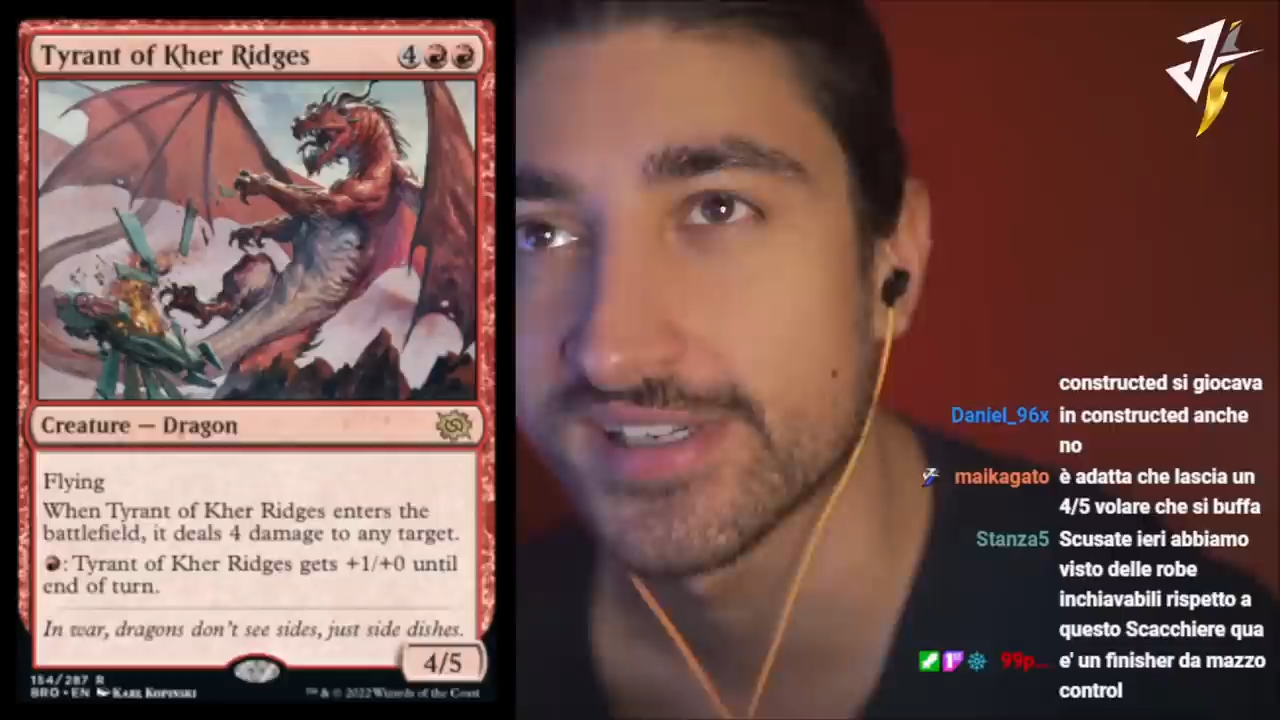 Tyrant of Kher Ridges
4
Creature — Dragon
Flying
When Tyrant of Kher Ridges enters the
battlefield, it deals 4 damage to any target.
: Tyrant of Kher Ridges gets +1/+0 until
end of turn.
In war, dragons don't see sides, just side dishes.
4/5
154/287 R
BRO • EN Karl Kopinski
™ & © 2022 Wizards of the Coast
constructed si giocava
Daniel_96x in constructed anche
no
maikagato è adatta che lascia un
4/5 volare che si buffa
Stanza5 Scusate ieri abbiamo
visto delle robe
inchiavabili rispetto a
questo Scacchiere qua
99p... e' un finisher da mazzo
control